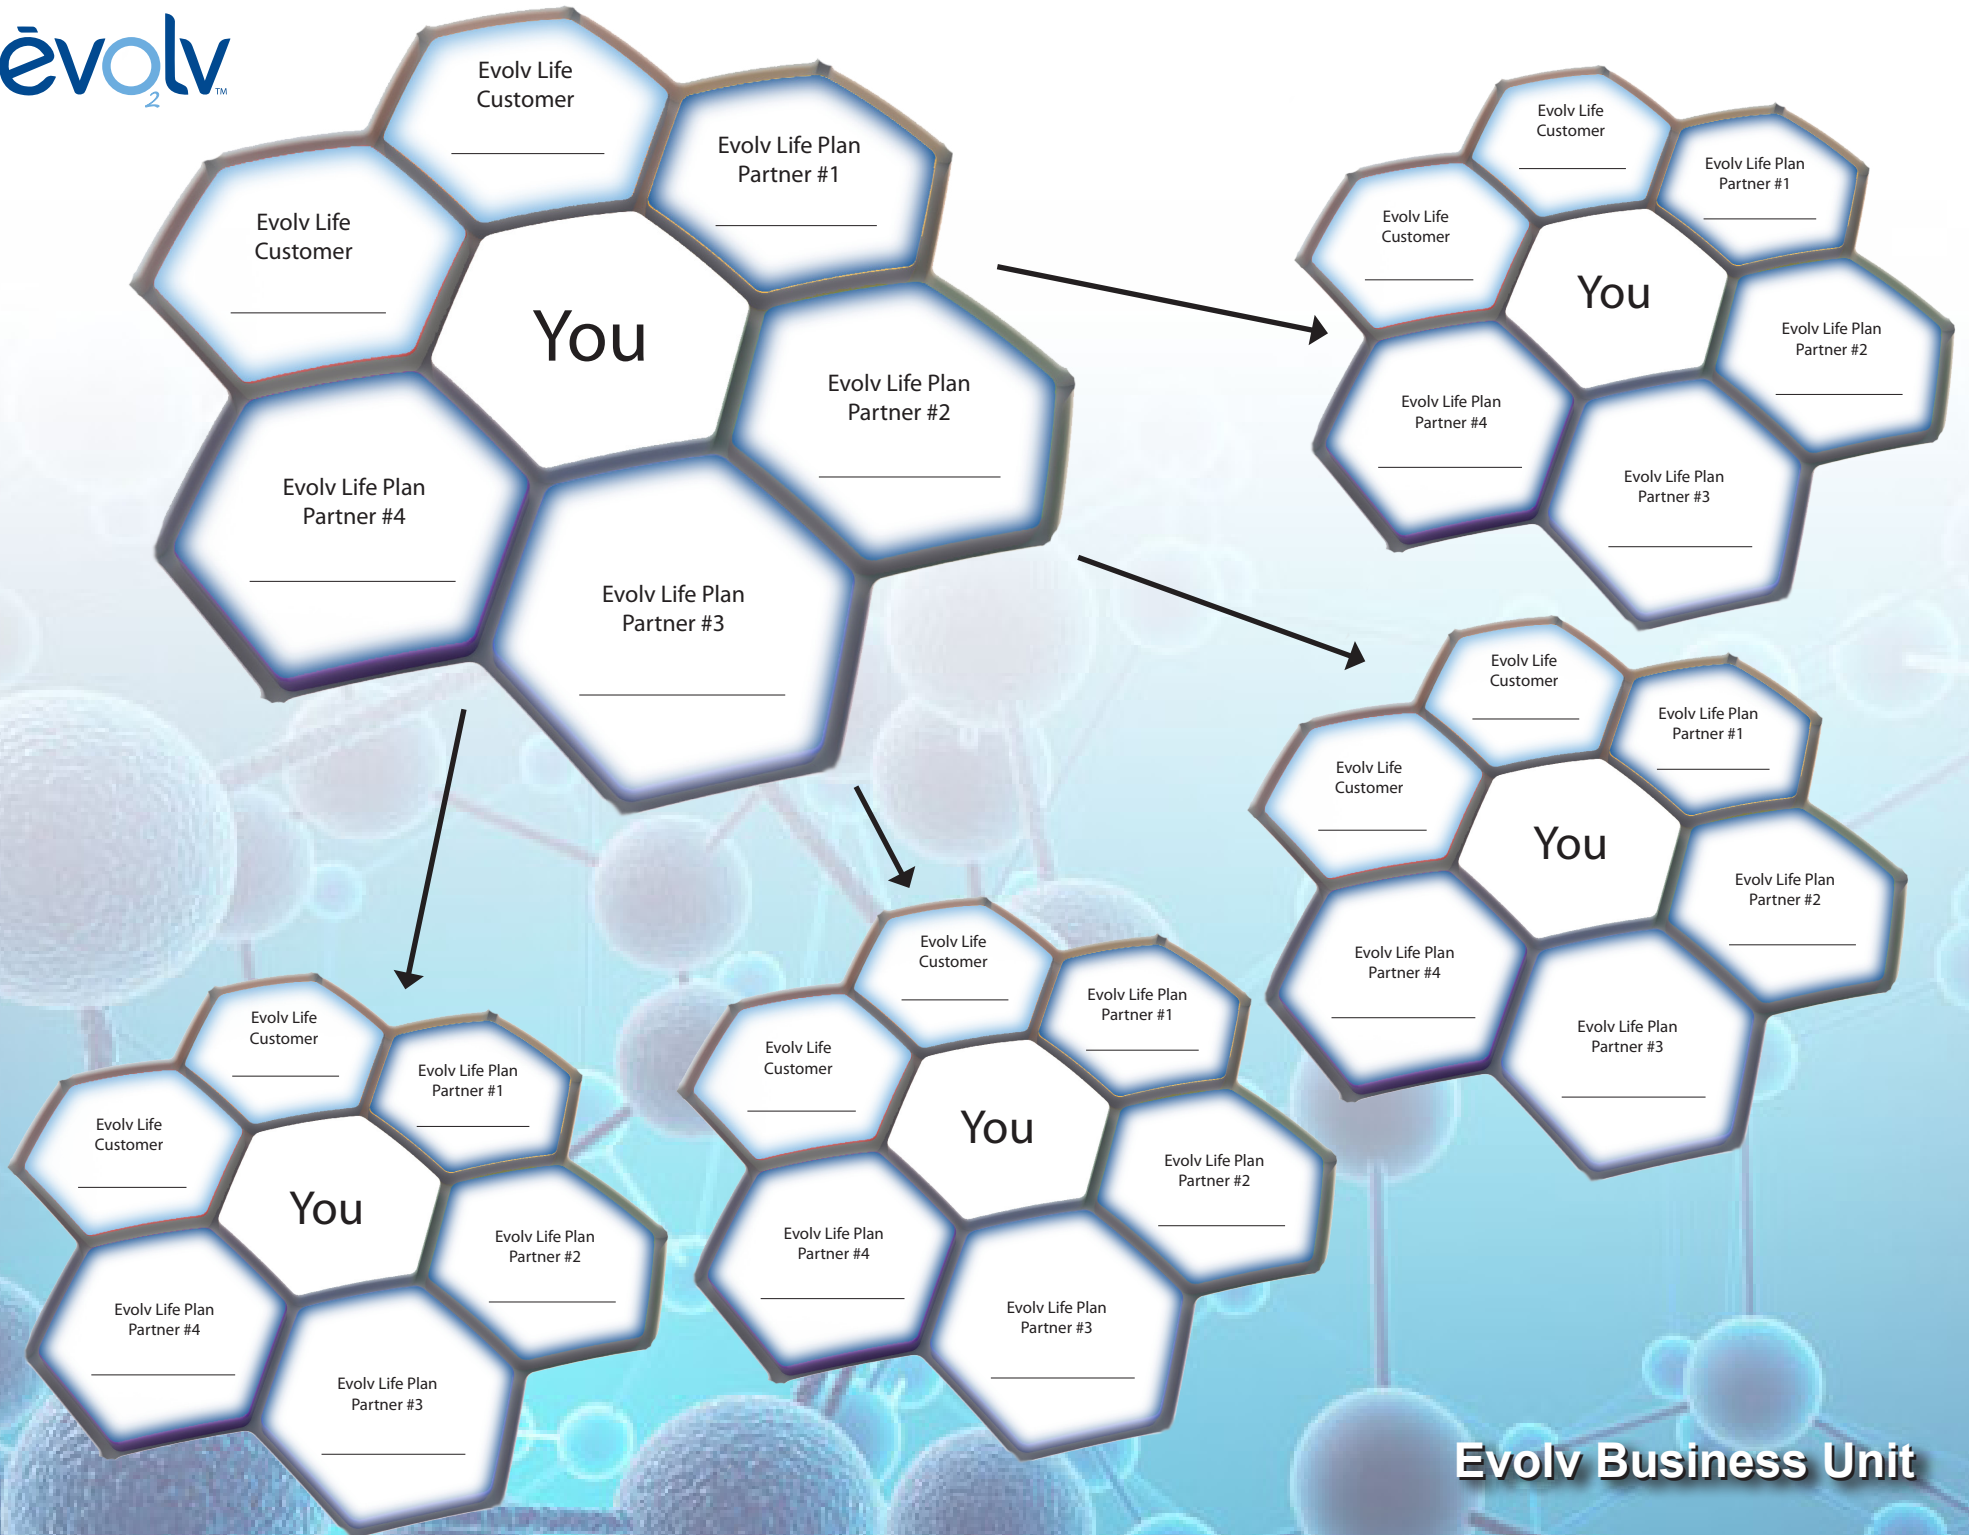 ēvolv
2
TM
Evolv Life
Customer
Evolv Life Plan
Partner #1
Evolv Life
Customer
You
Evolv Life Plan
Partner #2
Evolv Life Plan
Partner #4
Evolv Life Plan
Partner #3
Evolv Life
Customer
Evolv Life Plan
Partner #1
Evolv Life
Customer
You
Evolv Life Plan
Partner #2
Evolv Life Plan
Partner #4
Evolv Life Plan
Partner #3
Evolv Life
Customer
Evolv Life Plan
Partner #1
Evolv Life
Customer
You
Evolv Life Plan
Partner #2
Evolv Life Plan
Partner #4
Evolv Life Plan
Partner #3
Evolv Life
Customer
Evolv Life Plan
Partner #1
Evolv Life
Customer
You
Evolv Life Plan
Partner #2
Evolv Life Plan
Partner #4
Evolv Life Plan
Partner #3
Evolv Life
Customer
Evolv Life Plan
Partner #1
Evolv Life
Customer
You
Evolv Life Plan
Partner #2
Evolv Life Plan
Partner #4
Evolv Life Plan
Partner #3
Evolv Business Unit